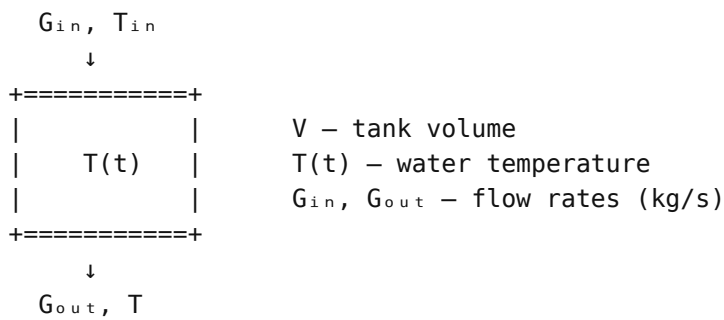 Gᵢₙ, Tᵢₙ
↓
+===========+
|           |      V — tank volume
|    T(t)   |      T(t) — water temperature
|           |      Gᵢₙ, Gₒᵤₜ — flow rates (kg/s)
+===========+
↓
Gₒᵤₜ, T